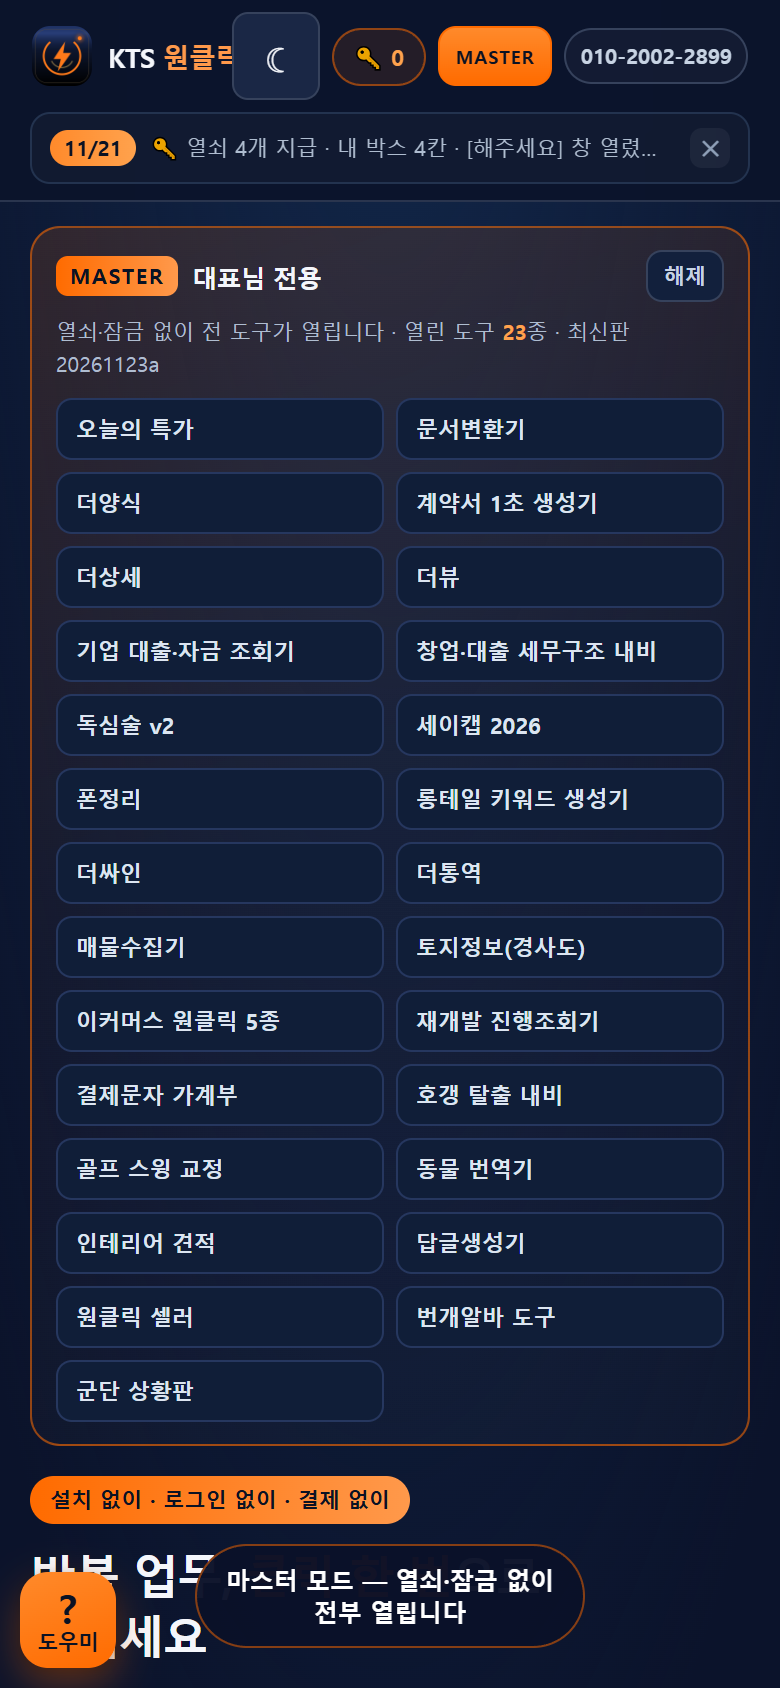 KTS 원클릭
0
MASTER
010-2002-2899
11/21 열쇠 4개 지급 · 내 박스 4칸 · [해주세요] 창 열렸...
MASTER 대표님 전용
해제
열쇠·잠금 없이 전 도구가 열립니다 · 열린 도구 23종 · 최신판
20261123a
오늘의 특가
문서변환기
더양식
계약서 1초 생성기
더상세
더뷰
기업 대출·자금 조회기
창업·대출 세무구조 내비
독심술 v2
세이캡 2026
폰정리
롱테일 키워드 생성기
더싸인
더통역
매물수집기
토지정보(경사도)
이커머스 원클릭 5종
재개발 진행조회기
결제문자 가계부
호갱 탈출 내비
골프 스윙 교정
동물 번역기
인테리어 견적
답글생성기
원클릭 셀러
번개알바 도구
군단 상황판
설치 없이 · 로그인 없이 · 결제 없이
업무
세요
?
도우미
마스터 모드 — 열쇠·잠금 없이
전부 열립니다